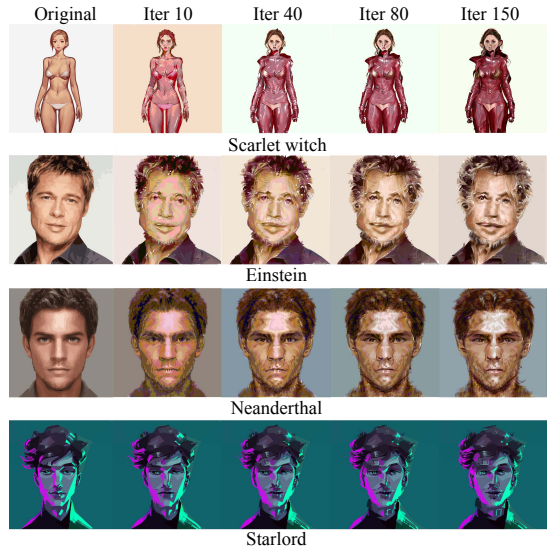 Original Iter 10 Iter 40 Iter 80 Iter 150
Scarlet witch
Einstein
Neanderthal
Starlord